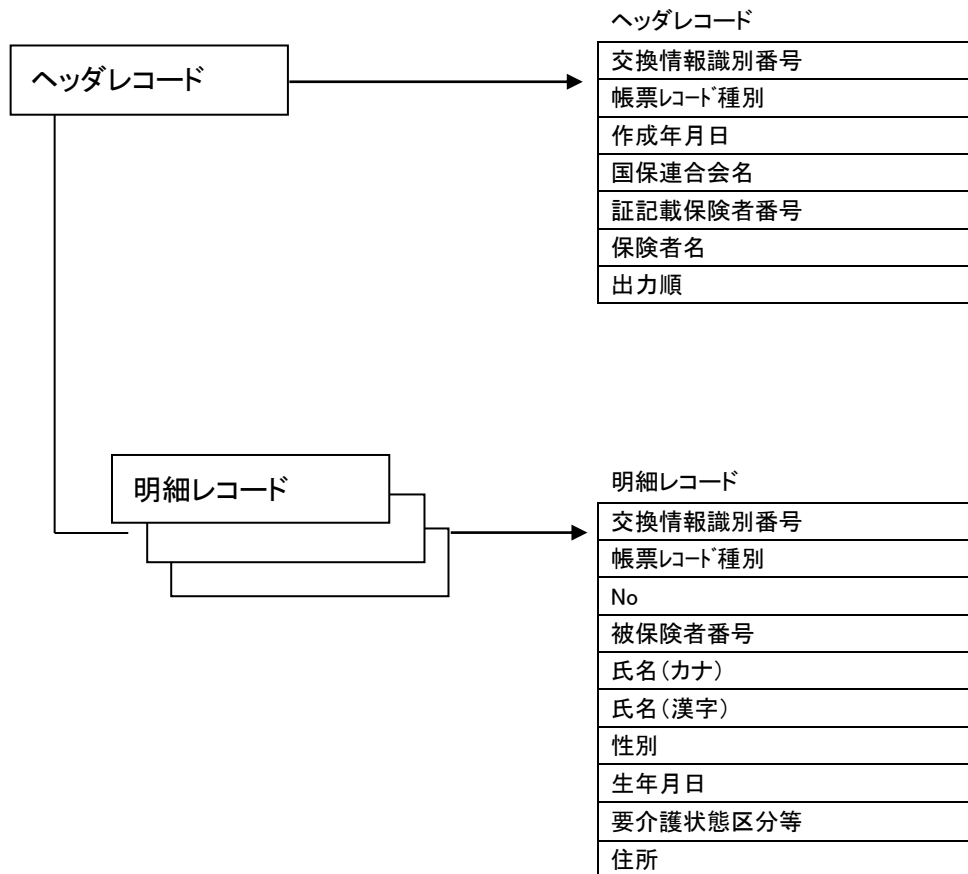 ヘッダレコード
ヘッダレコード
交換情報識別番号
帳票ﾚｺｰﾄﾞ種別
作成年月日
国保連合会名
証記載保険者番号
保険者名
出力順
明細レコード
明細レコード
交換情報識別番号
帳票ﾚｺｰﾄﾞ種別
No
被保険者番号
氏名(カナ)
氏名(漢字)
性別
生年月日
要介護状態区分等
住所